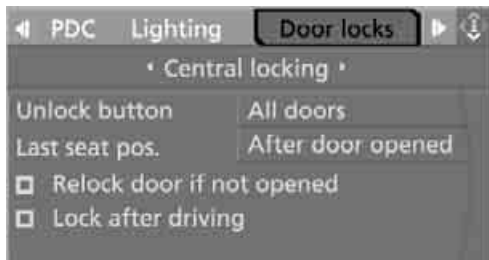 PDC Lighting Door locks
• Central locking •
Unlock button All doors
Last seat pos. After door opened
Relock door if not opened
Lock after driving